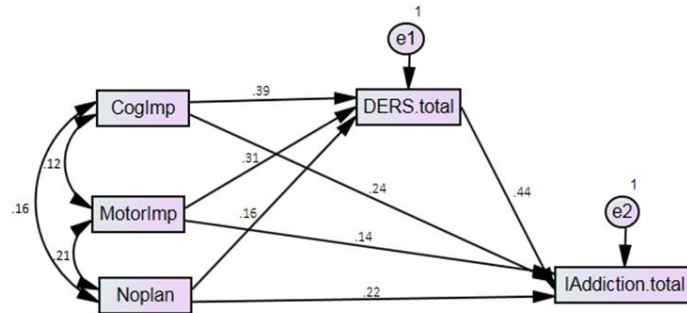 1
e1
.39
CogImp
DERS.total
.12
.31
.16
.24
.44
1
.16
MotorImp
.14
e2
.21
Noplan
.22
IAddiction.total